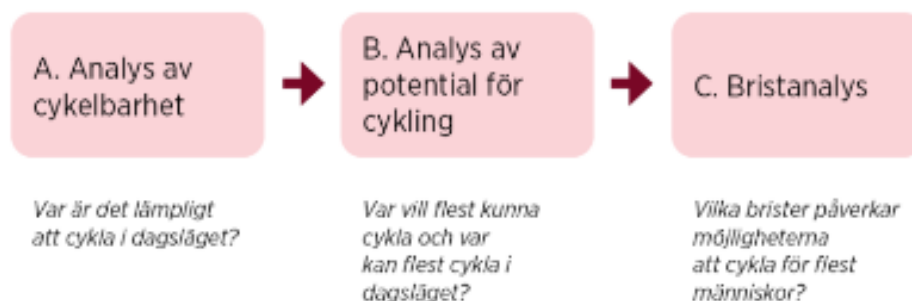 A. Analys av
cykelbarhet
B. Analys av
potential för
cykling
C. Bristanalys
Var är det lämpligt
att cykla i dagsläget?
Var vill flest kunna
cykla och var
kan flest cykla i
dagsläget?
Vilka brister påverkar
möjligheterna
att cykla för flest
människor?